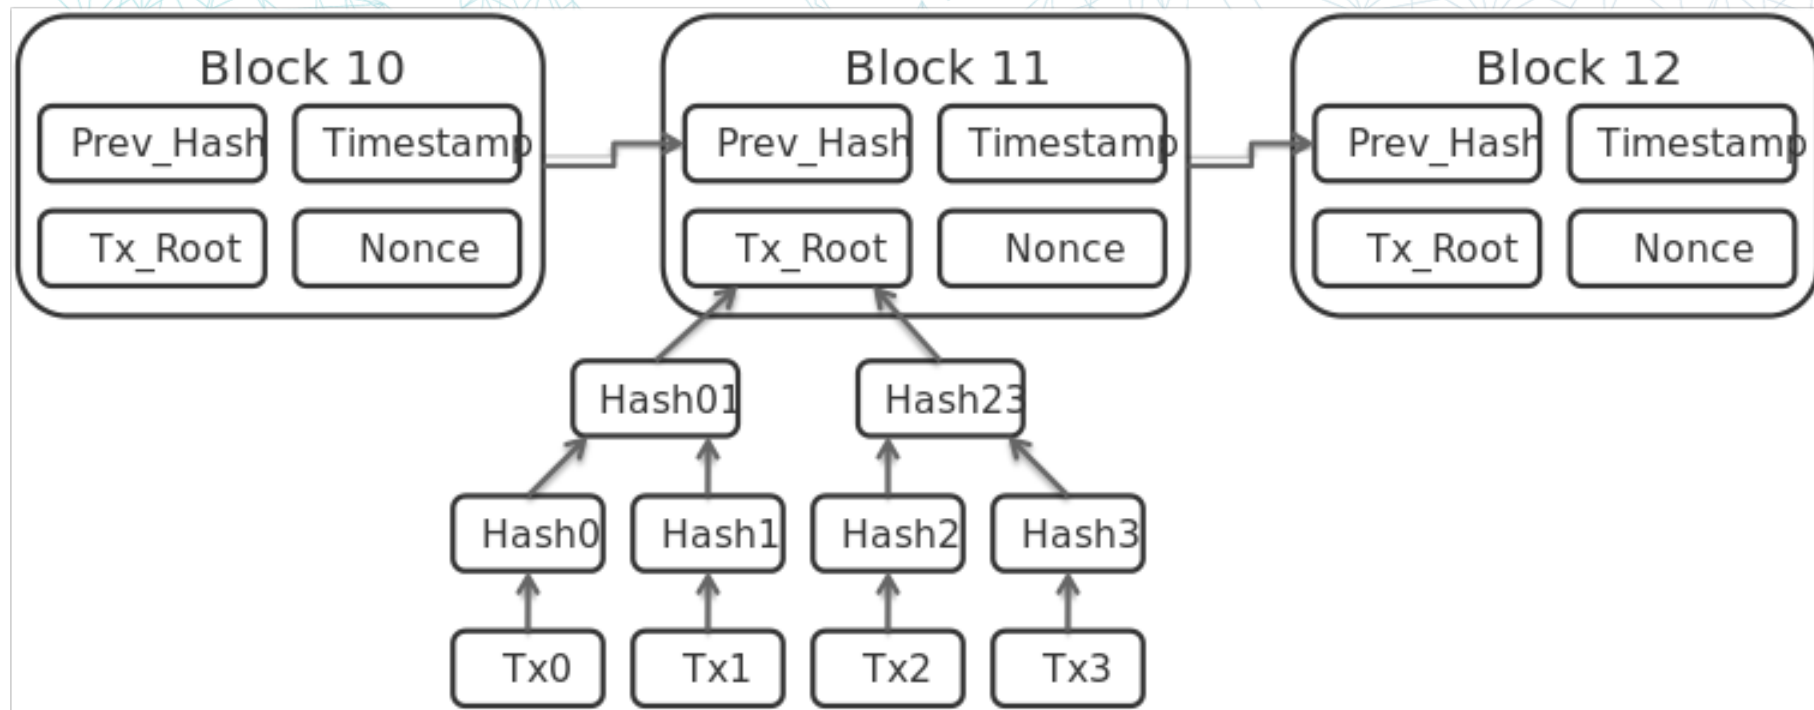 Block 10
Block 11
Block 12
Prev_Hash Timestamp
Prev_Hash Timestamp
Prev_Hash Timestamp
Tx_Root Nonce
Tx_Root Nonce
Tx_Root Nonce
Hash01
Hash23
Hash0
Hash1
Hash2
Hash3
Tx0
Tx1
Tx2
Tx3